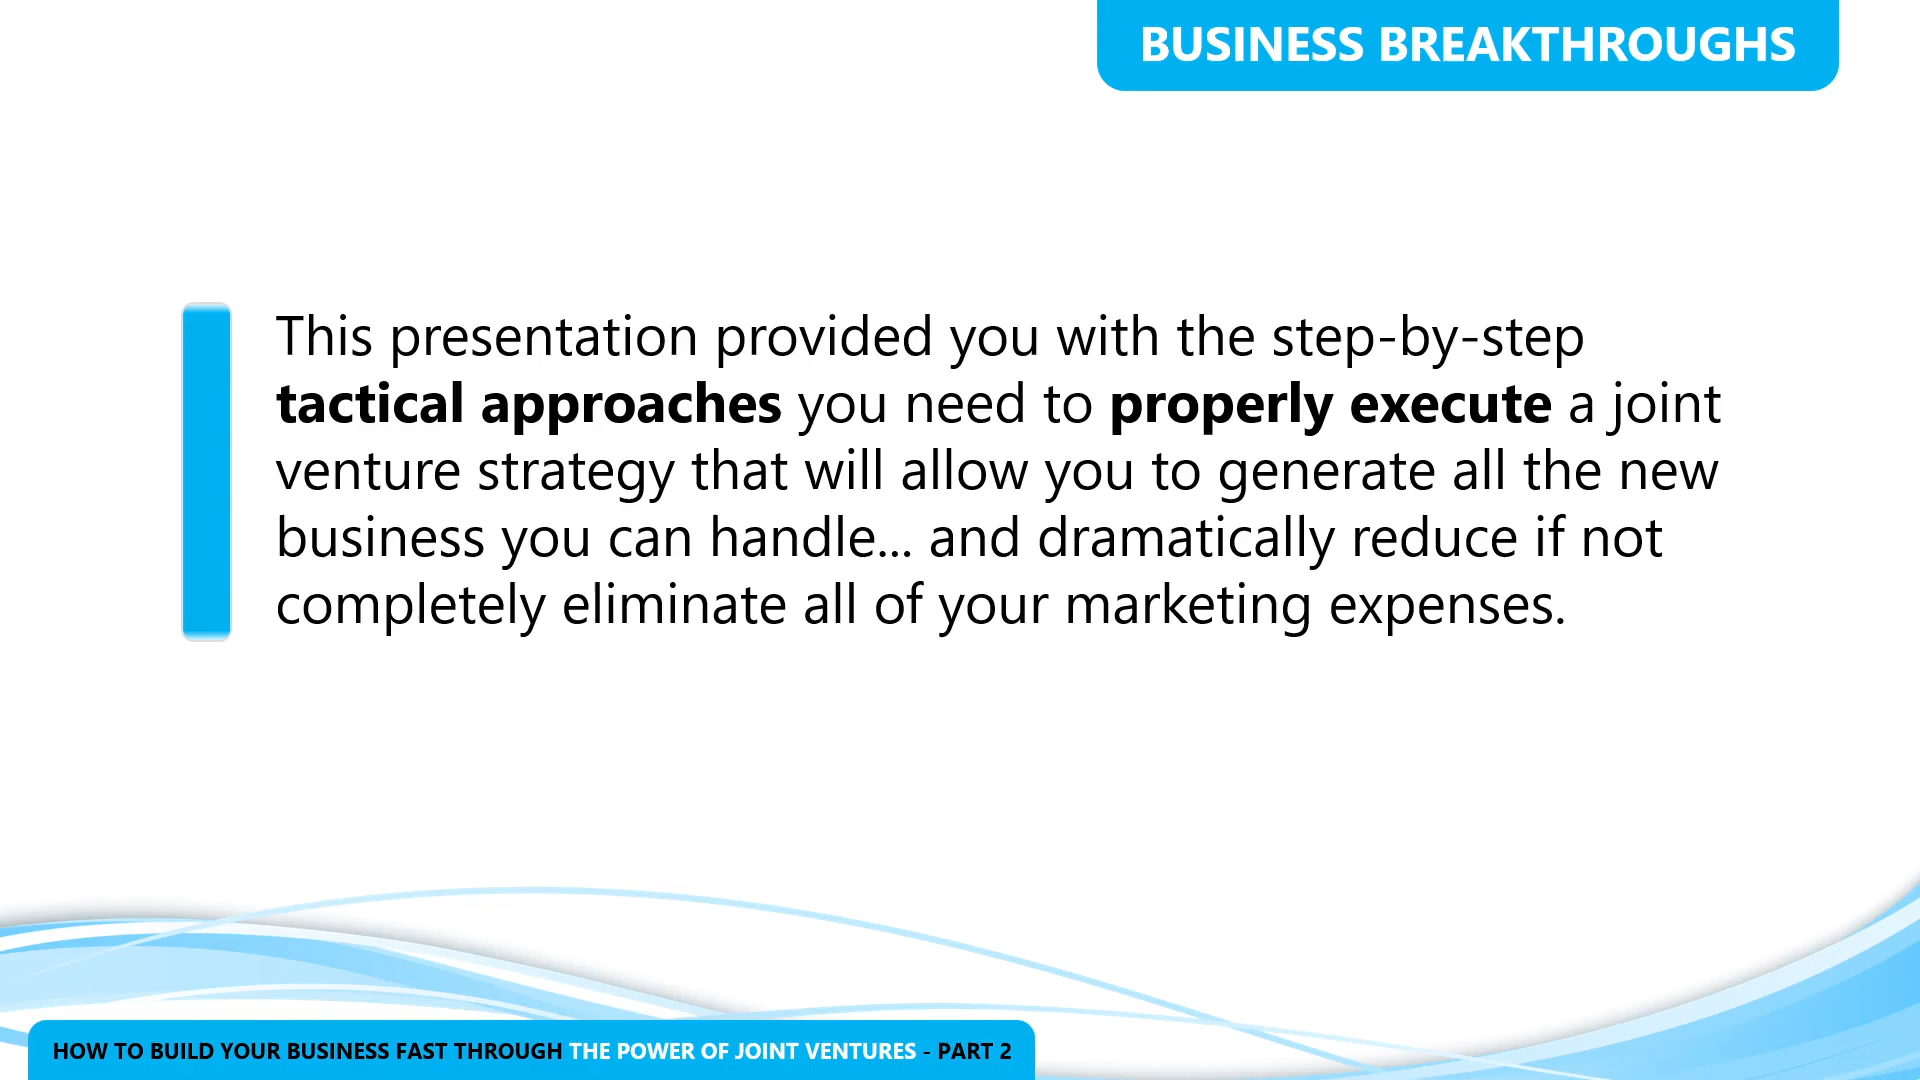 BUSINESS BREAKTHROUGHS
This presentation provided you with the step-by-step
tactical approaches you need to properly execute a joint
venture strategy that will allow you to generate all the new
business you can handle... and dramatically reduce if not
completely eliminate all of your marketing expenses.
HOW TO BUILD YOUR BUSINESS FAST THROUGH THE POWER OF JOINT VENTURES - PART 2